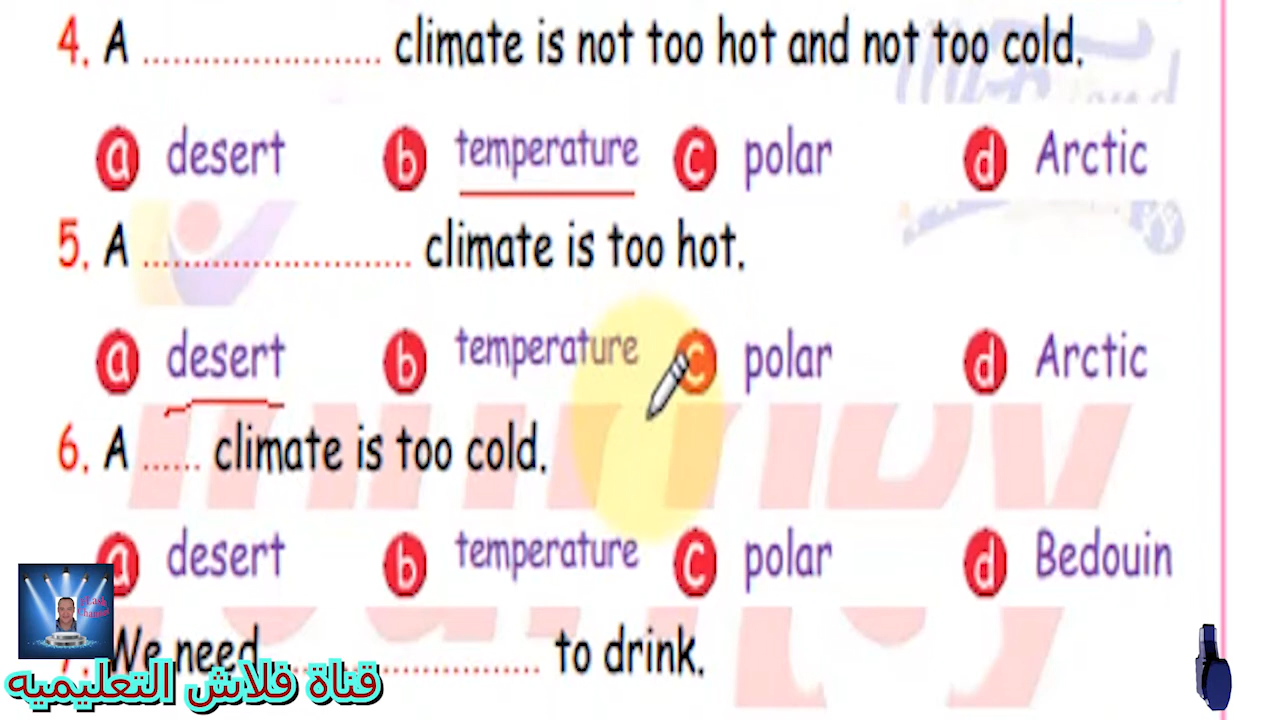 4. A ........................ climate is not too hot and not too cold.
a desert b temperature c polar d Arctic
5. A ........................... climate is too hot.
a desert b temperature c polar d Arctic
6. A ...... climate is too cold.
a desert b temperature c polar d Bedouin
We need ........................... to drink.
قناة فلاش التعليميه